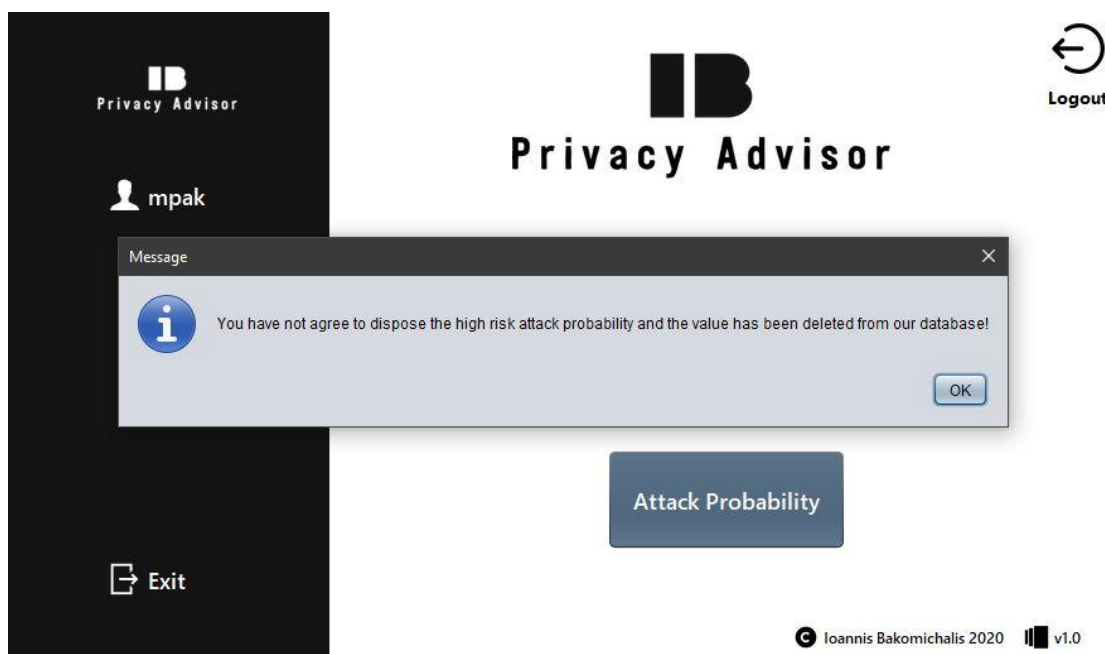 IB
Privacy Advisor
mpak
IB
Privacy Advisor
Logout
Message
You have not agree to dispose the high risk attack probability and the value has been deleted from our database!
OK
Attack Probability
Exit
C Ioannis Bakomichalis 2020 v1.0